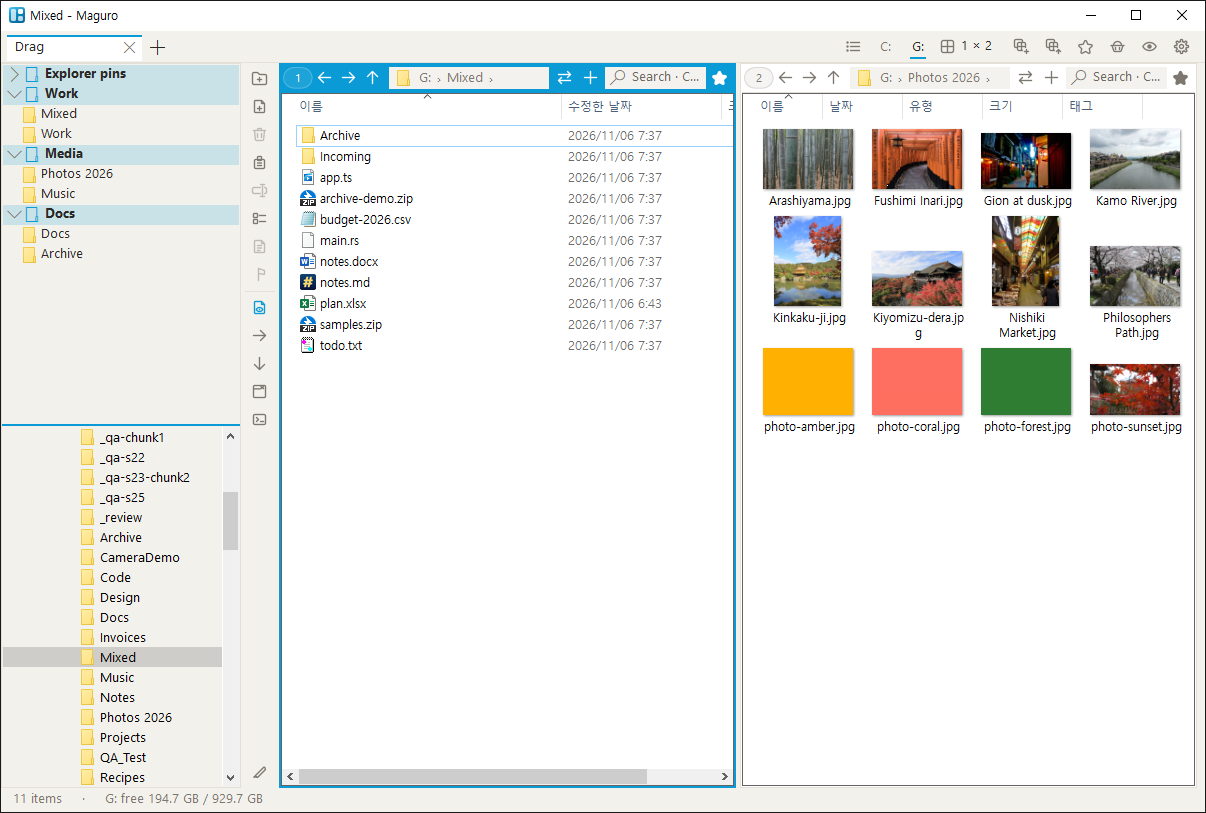 Mixed - Maguro
Drag
C:
G:
1 × 2
Explorer pins
Work
Mixed
Work
Media
Photos 2026
Music
Docs
Docs
Archive
_qa-chunk1
_qa-s22
_qa-s23-chunk2
_qa-s25
_review
Archive
CameraDemo
Code
Design
Docs
Invoices
Mixed
Music
Notes
Photos 2026
Projects
QA_Test
Recipes
1
G: › Mixed ›
Search · C...
이름 수정한 날짜
Archive 2026/11/06 7:37
Incoming 2026/11/06 7:37
app.ts 2026/11/06 7:37
archive-demo.zip 2026/11/06 7:37
budget-2026.csv 2026/11/06 7:37
main.rs 2026/11/06 7:37
notes.docx 2026/11/06 7:37
notes.md 2026/11/06 7:37
plan.xlsx 2026/11/06 6:43
samples.zip 2026/11/06 7:37
todo.txt 2026/11/06 7:37
2
G: › Photos 2026 ›
Search · C...
이름 날짜 유형 크기 태그
Arashiyama.jpg
Fushimi Inari.jpg
Gion at dusk.jpg
Kamo River.jpg
Kinkaku-ji.jpg
Kiyomizu-dera.jp
g
Nishiki
Market.jpg
Philosophers
Path.jpg
photo-amber.jpg
photo-coral.jpg
photo-forest.jpg
photo-sunset.jpg
11 items · G: free 194.7 GB / 929.7 GB